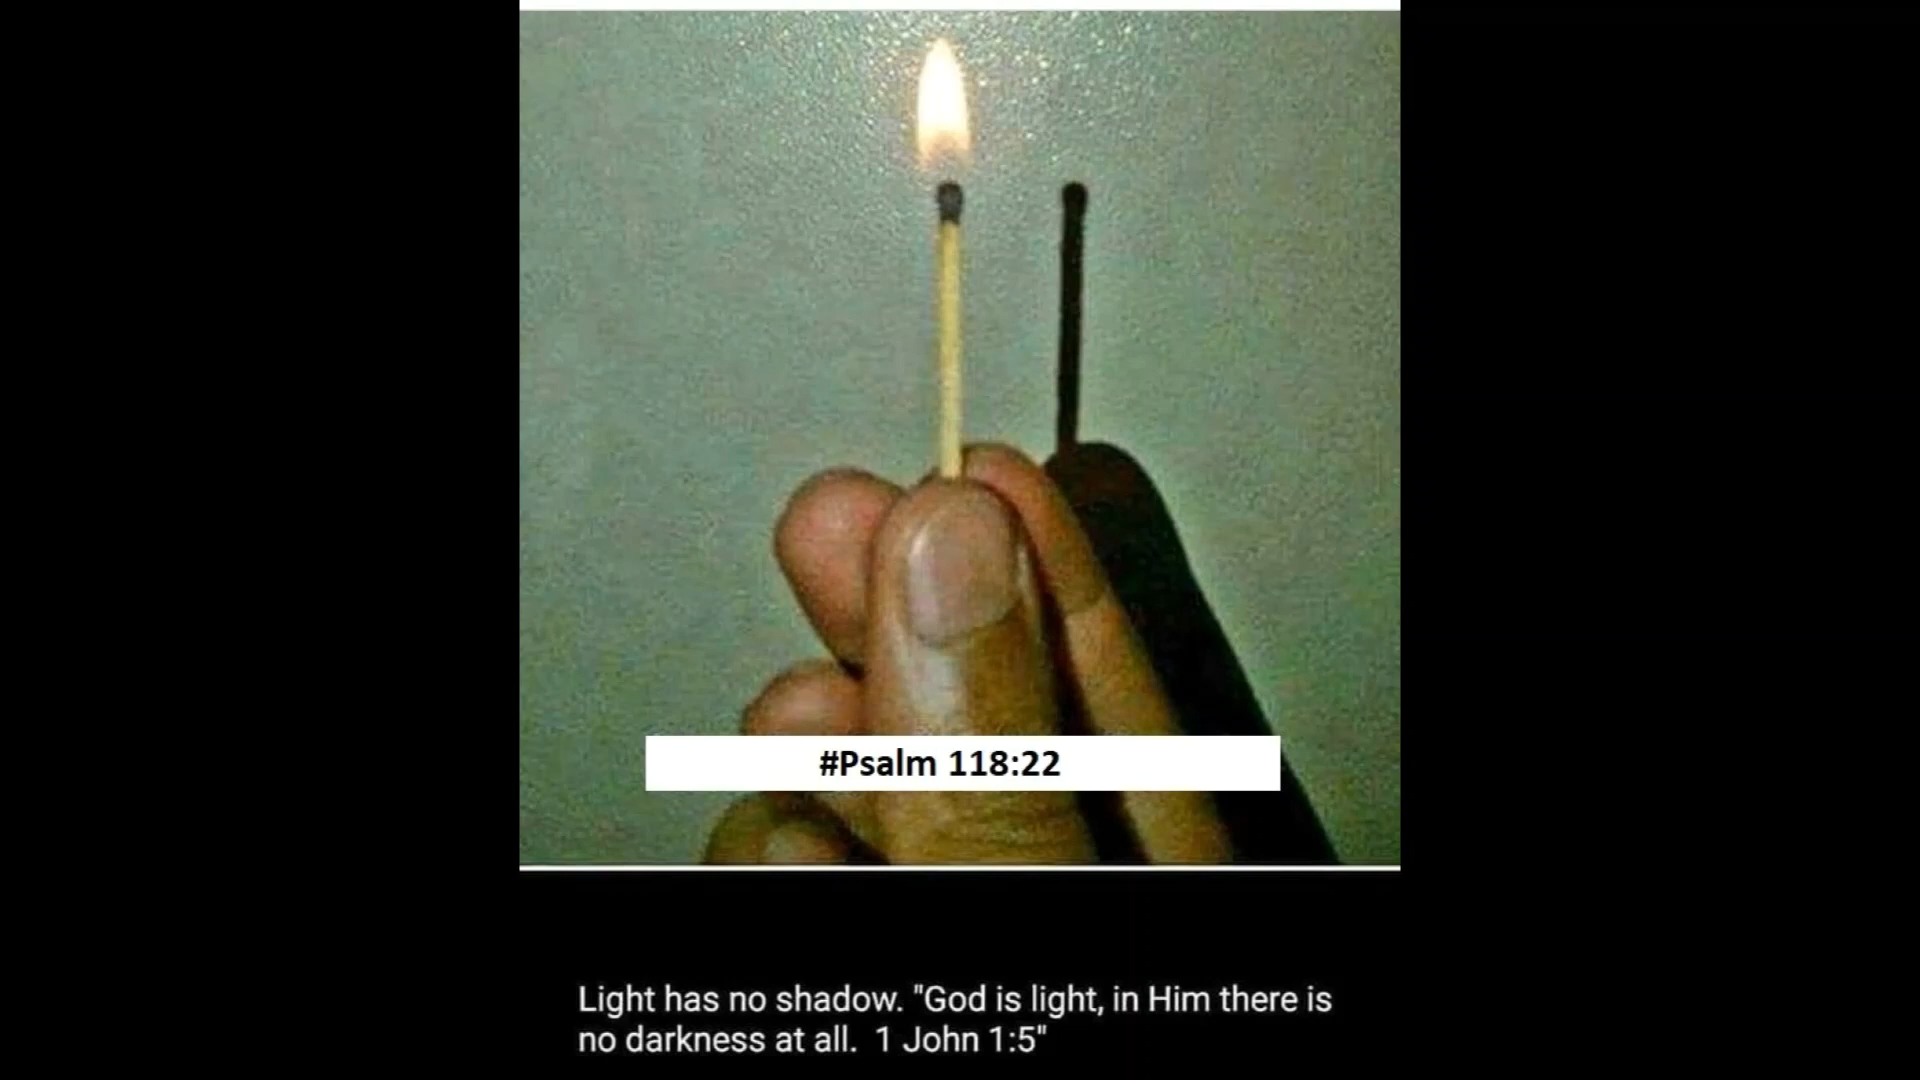 #Psalm 118:22
Light has no shadow. "God is light, in Him there is
no darkness at all.  1 John 1:5"